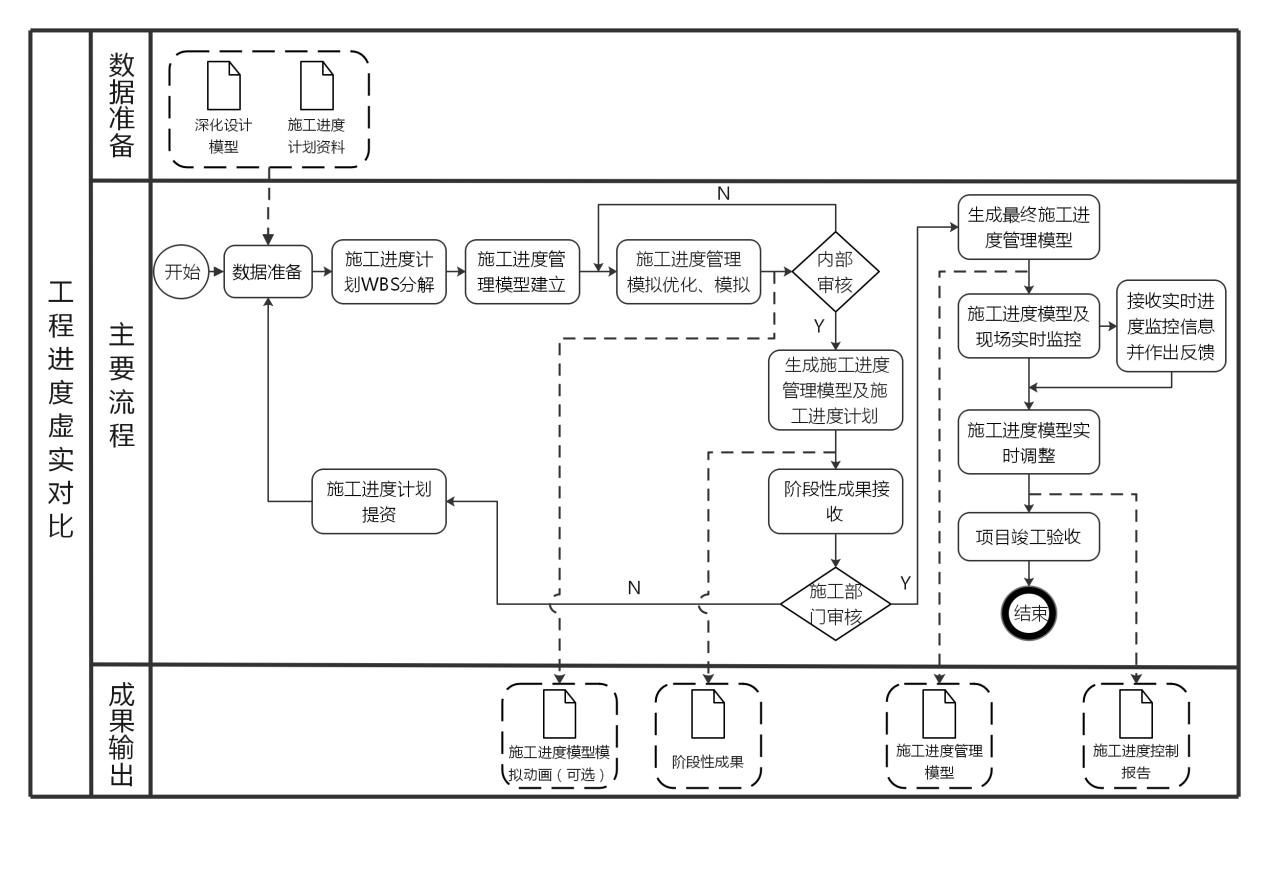 工程进度虚实对比
数据准备
深化设计
模型
施工进度
计划资料
主要流程
开始
数据准备
施工进度计
划WBS分解
施工进度管
理模型建立
施工进度管理
模拟优化、模拟
N
内部
审核
Y
生成施工进度
管理模型及施
工进度计划
阶段性成果接
收
施工部
门审核
N
Y
施工进度计划
提资
生成最终施工进
度管理模型
施工进度模型及
现场实时监控
接收实时进
度监控信息
并作出反馈
施工进度模型实
时调整
项目竣工验收
结束
成果输出
施工进度模型模
拟动画（可选）
阶段性成果
施工进度管理
模型
施工进度控制
报告